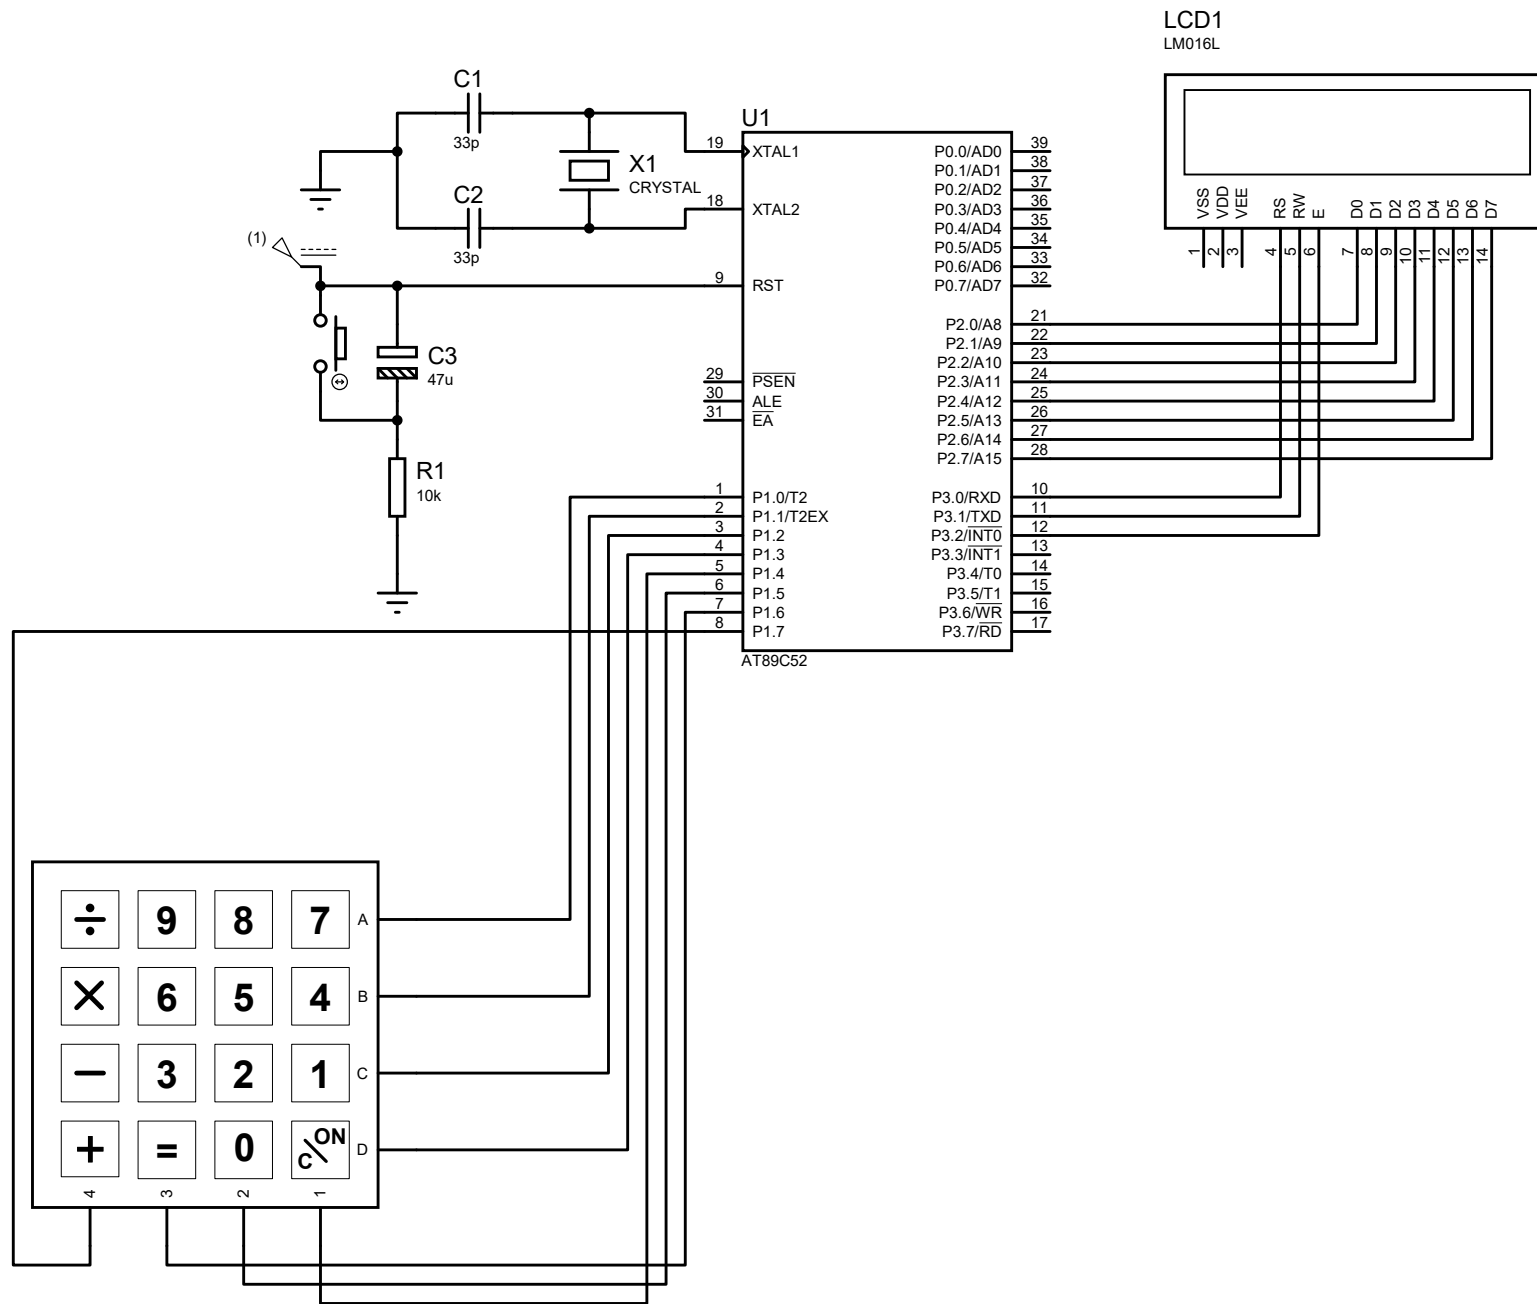 LCD1
LM016L
VSS VDD VEE RS RW E D0 D1 D2 D3 D4 D5 D6 D7
1 2 3 4 5 6 7 8 9 10 11 12 13 14
C1
33p
C2
33p
X1
CRYSTAL
(1)
C3
47u
R1
10k
U1
19 XTAL1
18 XTAL2
9 RST
29 PSEN
30 ALE
31 EA
1 P1.0/T2
2 P1.1/T2EX
3 P1.2
4 P1.3
5 P1.4
6 P1.5
7 P1.6
8 P1.7
P0.0/AD0 39
P0.1/AD1 38
P0.2/AD2 37
P0.3/AD3 36
P0.4/AD4 35
P0.5/AD5 34
P0.6/AD6 33
P0.7/AD7 32
P2.0/A8 21
P2.1/A9 22
P2.2/A10 23
P2.3/A11 24
P2.4/A12 25
P2.5/A13 26
P2.6/A14 27
P2.7/A15 28
P3.0/RXD 10
P3.1/TXD 11
P3.2/INT0 12
P3.3/INT1 13
P3.4/T0 14
P3.5/T1 15
P3.6/WR 16
P3.7/RD 17
AT89C52
÷ 9 8 7 A
× 6 5 4 B
− 3 2 1 C
+ = 0 ON/C D
4 3 2 1